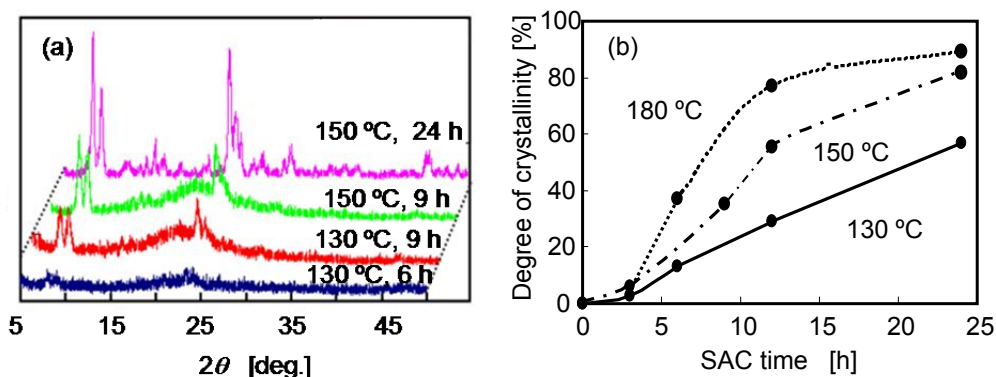 (a)
150 ºC, 24 h
150 ºC, 9 h
130 ºC, 9 h
130 ºC, 6 h
5 15 25 35 45
2θ [deg.]
(b)
Degree of crystallinity [%]
100
80
60
40
20
0
180 ºC
150 ºC
130 ºC
0 5 10 15 20 25
SAC time [h]